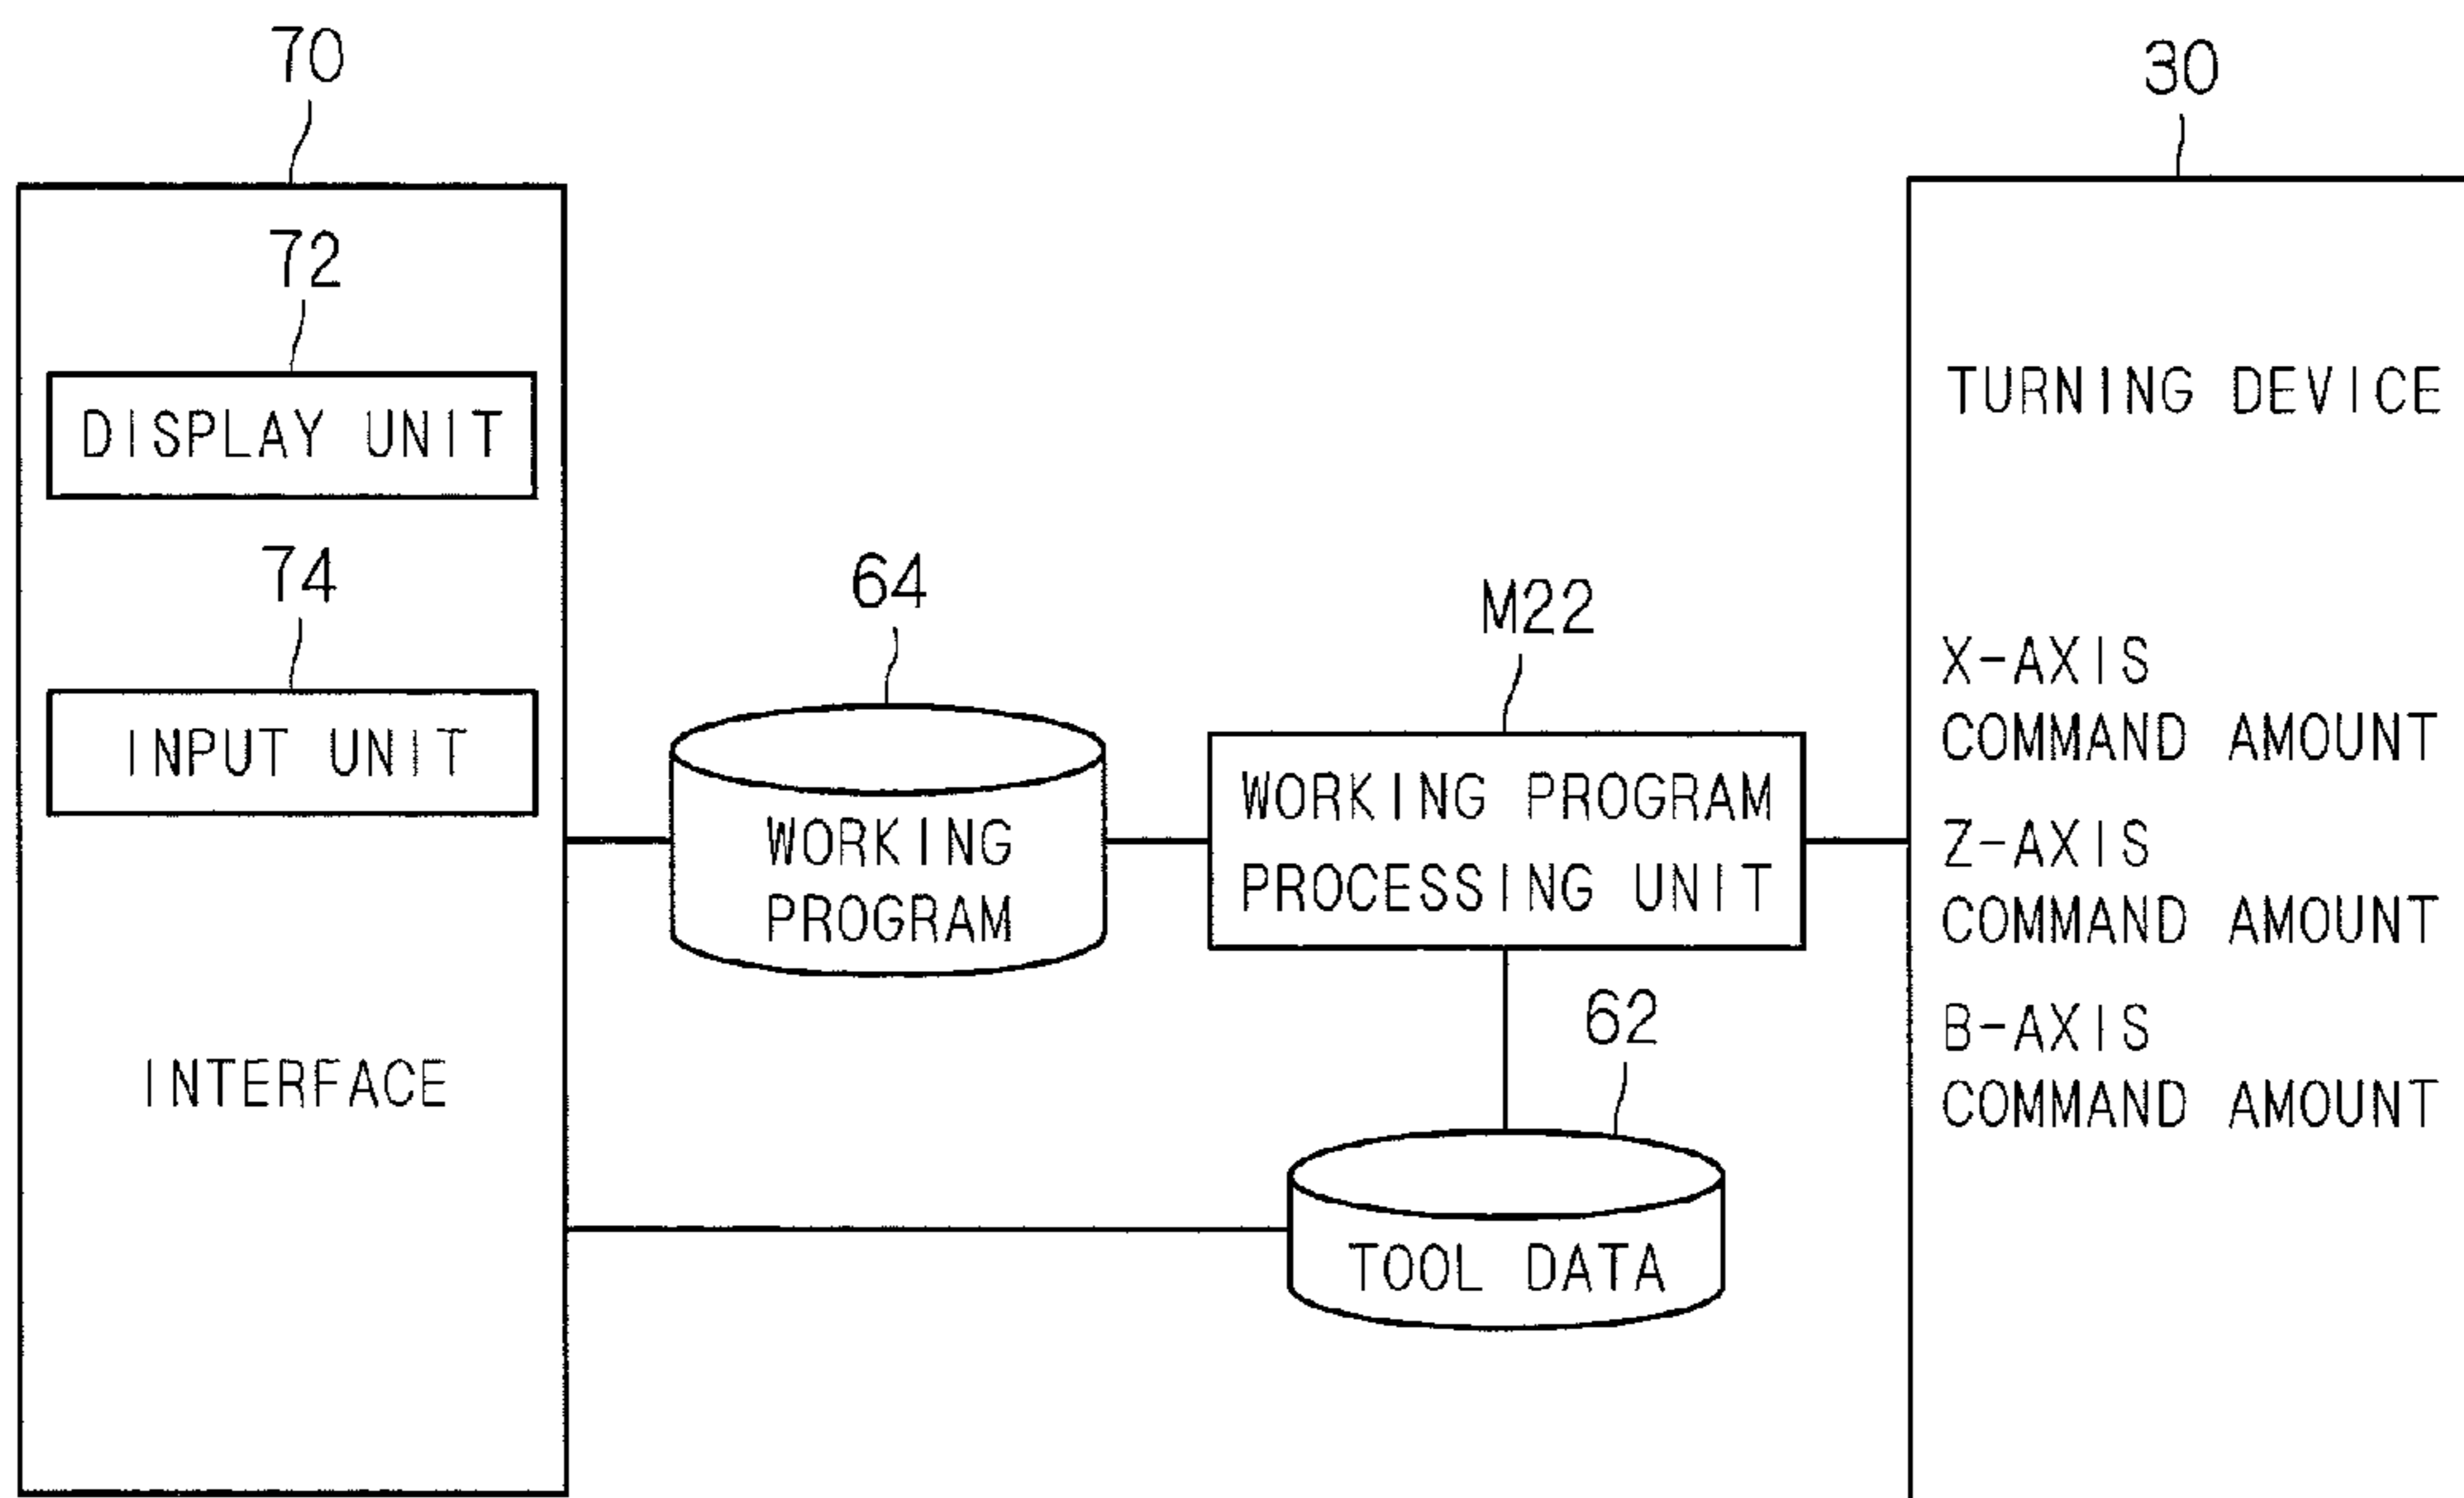 70
72
DISPLAY UNIT
74
INPUT UNIT
INTERFACE
64
WORKING
PROGRAM
M22
WORKING PROGRAM
PROCESSING UNIT
62
TOOL DATA
30
TURNING DEVICE
X-AXIS
COMMAND AMOUNT
Z-AXIS
COMMAND AMOUNT
B-AXIS
COMMAND AMOUNT